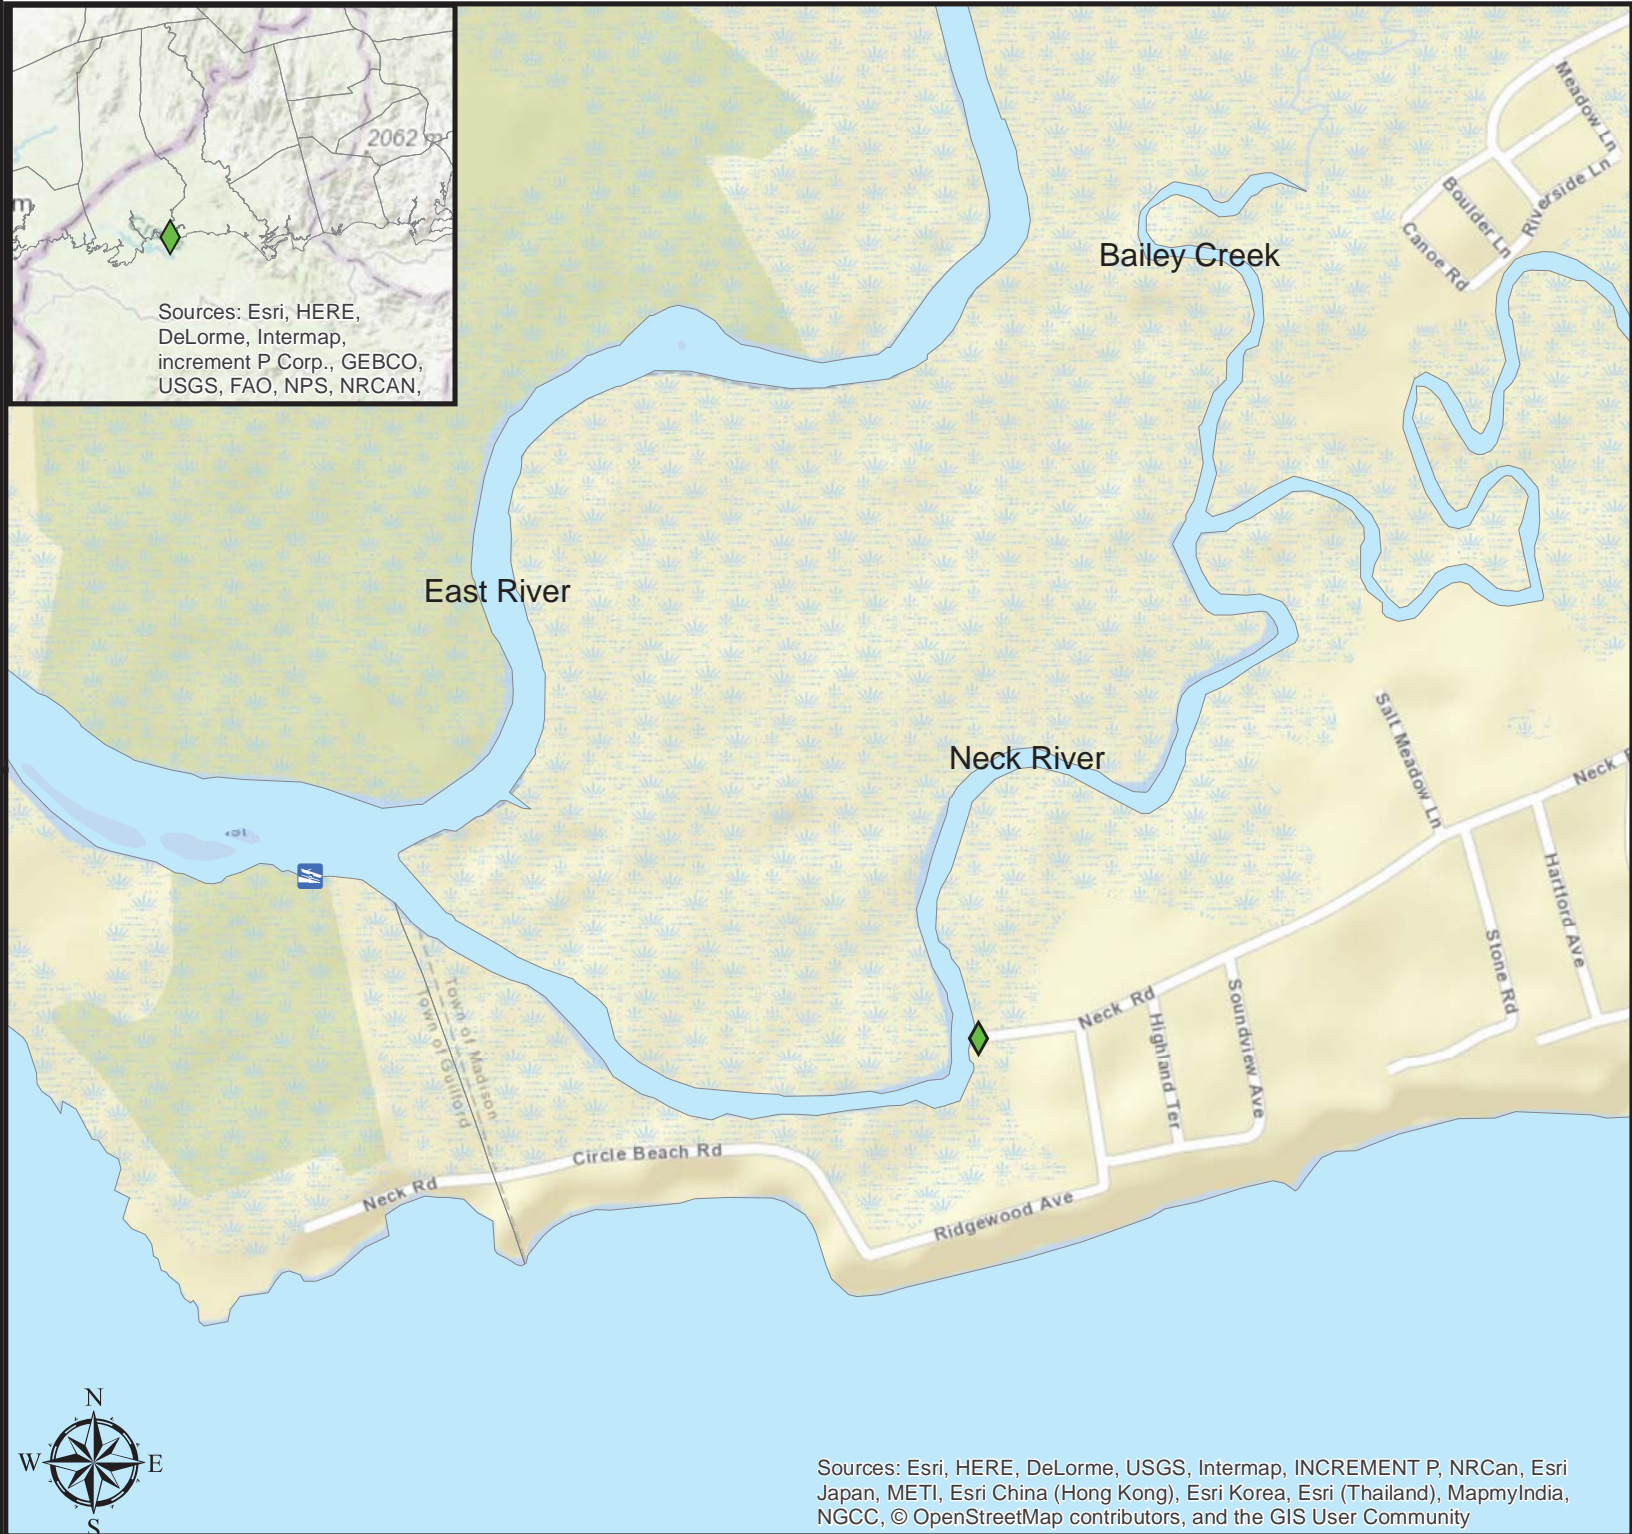 2062 m
m
Sources: Esri, HERE,
DeLorme, Intermap,
increment P Corp., GEBCO,
USGS, FAO, NPS, NRCAN,
Meadow Ln
Riverside Ln
Boulder Ln
Canoe Rd
Bailey Creek
East River
Neck River
Salt Meadow Ln
Neck
Hartford Ave
Stone Rd
Soundview Ave
Neck Rd
Highland Ter
Town of Madison
Town of Guilford
Circle Beach Rd
Neck Rd
Ridgewood Ave
N
W
E
S
Sources: Esri, HERE, DeLorme, USGS, Intermap, INCREMENT P, NRCan, Esri
Japan, METI, Esri China (Hong Kong), Esri Korea, Esri (Thailand), MapmyIndia,
NGCC, © OpenStreetMap contributors, and the GIS User Community